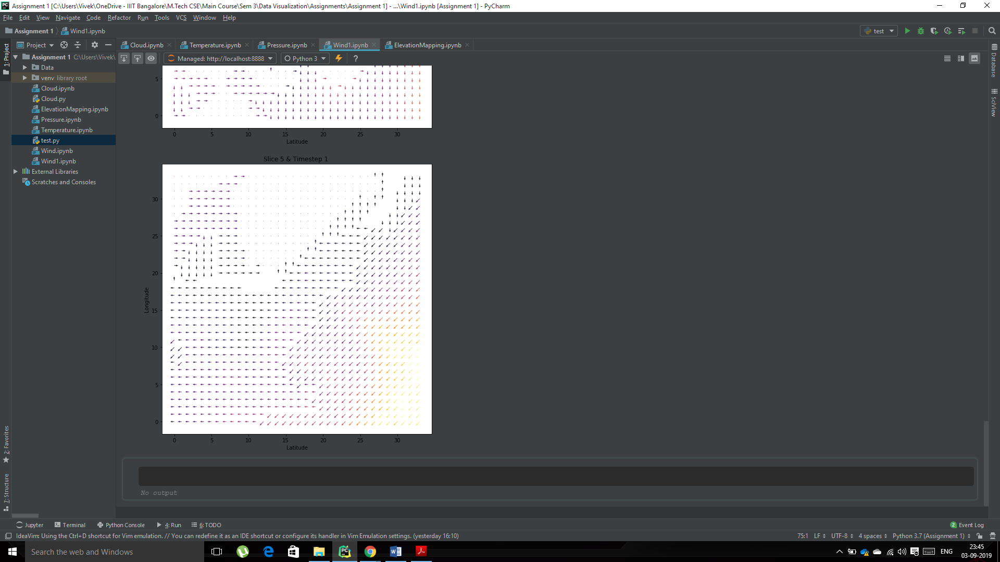 Assignment 1 [C:\Users\Vivek\OneDrive - IIIT Bangalore\M.Tech CSE\Main Course\Sem 3\Data Visualization\Assignments\Assignment 1] - ...\Wind1.ipynb [Assignment 1] - PyCharm
File Edit View Navigate Code Refactor Run Tools VCS Window Help
Assignment 1 Wind1.ipynb test
1: Project
Project
Cloud.ipynb Temperature.ipynb Pressure.ipynb Wind1.ipynb ElevationMapping.ipynb
Managed: http://localhost:8888 Python 3 ?
Assignment 1 C:\Users\Vivek\
Data
venv library root
Cloud.ipynb
Cloud.py
ElevationMapping.ipynb
Pressure.ipynb
Temperature.ipynb
test.py
Wind.ipynb
Wind1.ipynb
External Libraries
Scratches and Consoles
Database
SciView
5
0
0 5 10 15 20 25 30
Latitude
Slice 5 & Timestep 1
30
25
20
15
10
5
0
Longitude
0 5 10 15 20 25 30
Latitude
No output
2: Favorites
7: Structure
Jupyter Terminal Python Console 4: Run 6: TODO 2 Event Log
IdeaVim: Using the Ctrl+D shortcut for Vim emulation. // You can redefine it as an IDE shortcut or configure its handler in Vim Emulation settings. (yesterday 16:10) 75:1 LF UTF-8 4 spaces Python 3.7 (Assignment 1)
Search the web and Windows
ENG
23:45
03-09-2019